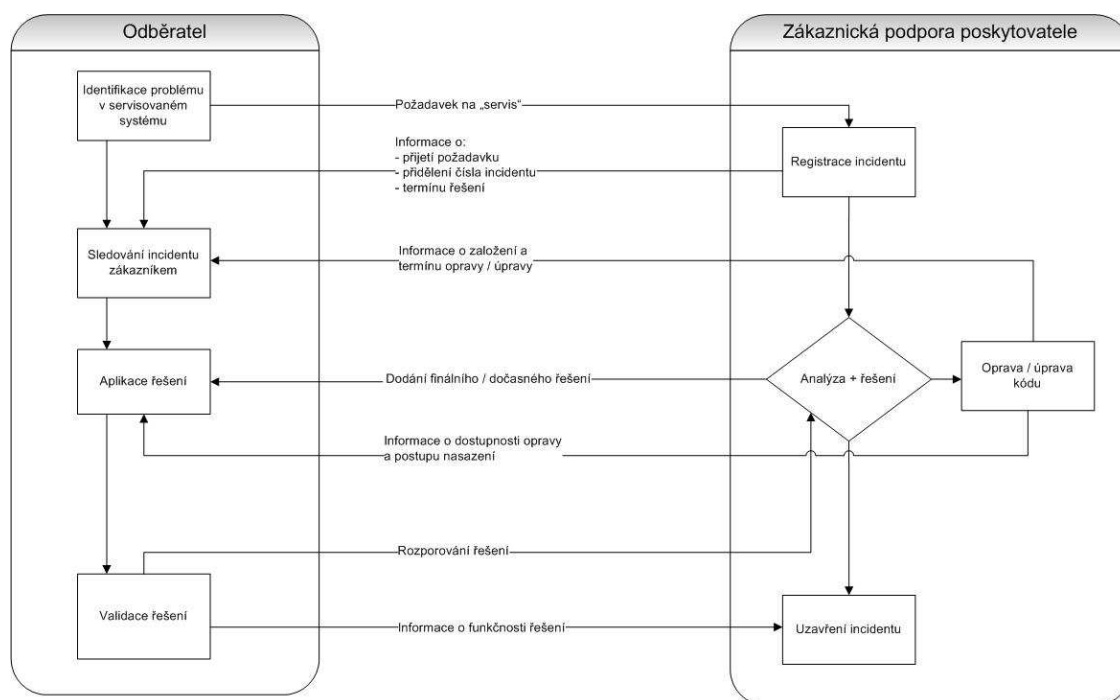 Odběratel
Zákaznická podpora poskytovatele
Identifikace problému
v servisovaném
systému
Požadavek na „servis“
Informace o:
- přijetí požadavku
- přidělení čísla incidentu
- termínu řešení
Registrace incidentu
Sledování incidentu
zákazníkem
Informace o založení a
termínu opravy / úpravy
Aplikace řešení
Dodání finálního / dočasného řešení
Analýza + řešení
Oprava / úprava
kódu
Informace o dostupnosti opravy
a postupu nasazení
Rozporování řešení
Validace řešení
Informace o funkčnosti řešení
Uzavření incidentu